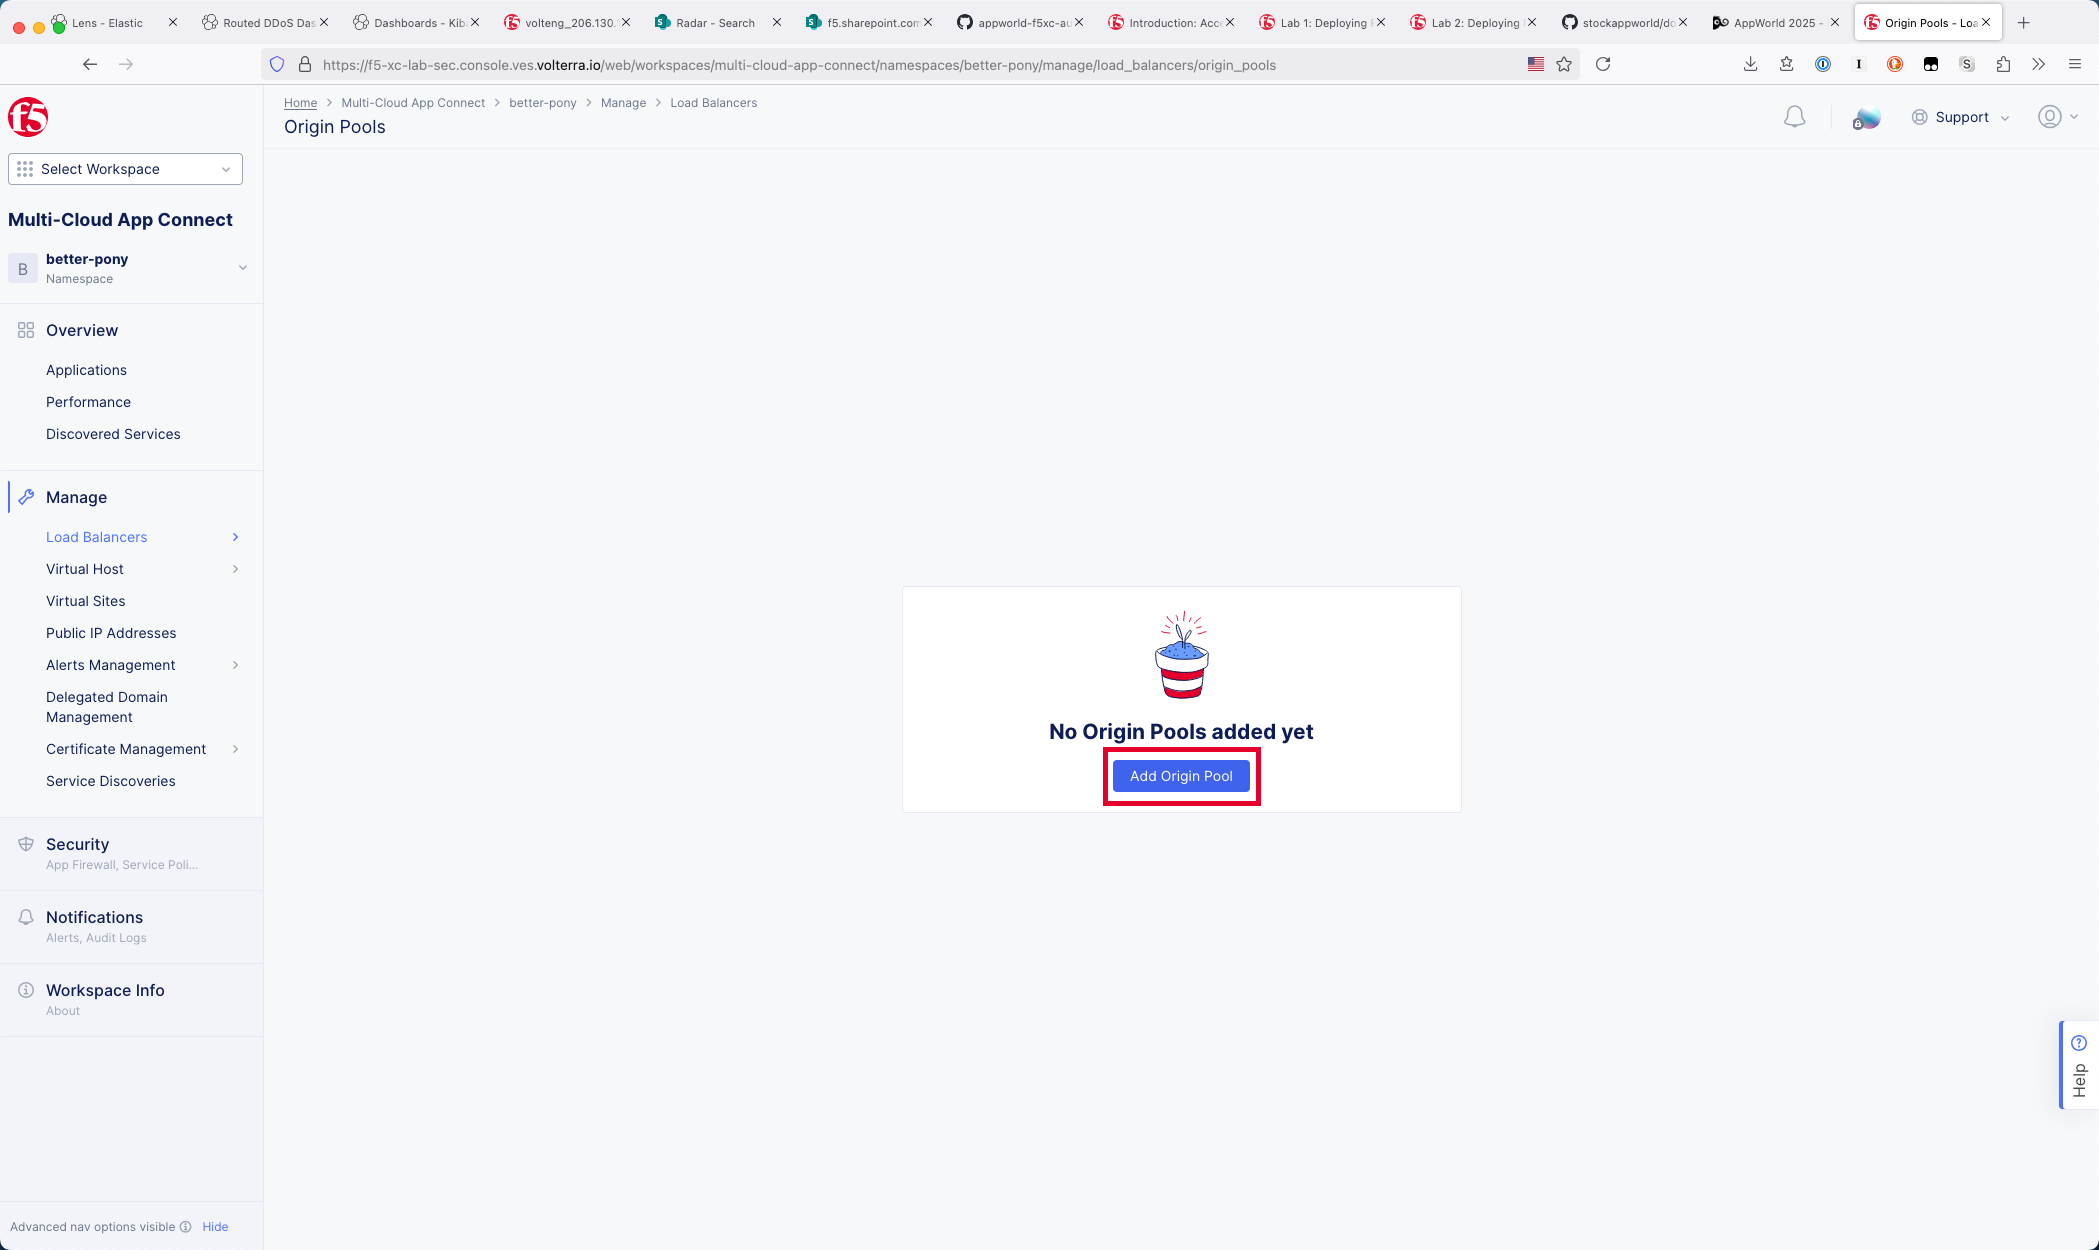 Lens - Elastic
Routed DDoS Das
Dashboards - Kiba
volteng_206.130.
Radar - Search
f5.sharepoint.com
appworld-f5xc-au
Introduction: Acce
Lab 1: Deploying
Lab 2: Deploying
stockappworld/do
AppWorld 2025 -
Origin Pools - Loa
https://f5-xc-lab-sec.console.ves.volterra.io/web/workspaces/multi-cloud-app-connect/namespaces/better-pony/manage/load_balancers/origin_pools
f5
Home > Multi-Cloud App Connect > better-pony > Manage > Load Balancers
Origin Pools
Support
Select Workspace
Multi-Cloud App Connect
B
better-pony
Namespace
Overview
Applications
Performance
Discovered Services
Manage
Load Balancers
Virtual Host
Virtual Sites
Public IP Addresses
Alerts Management
Delegated Domain
Management
Certificate Management
Service Discoveries
Security
App Firewall, Service Poli...
Notifications
Alerts, Audit Logs
Workspace Info
About
Advanced nav options visible Hide
No Origin Pools added yet
Add Origin Pool
Help